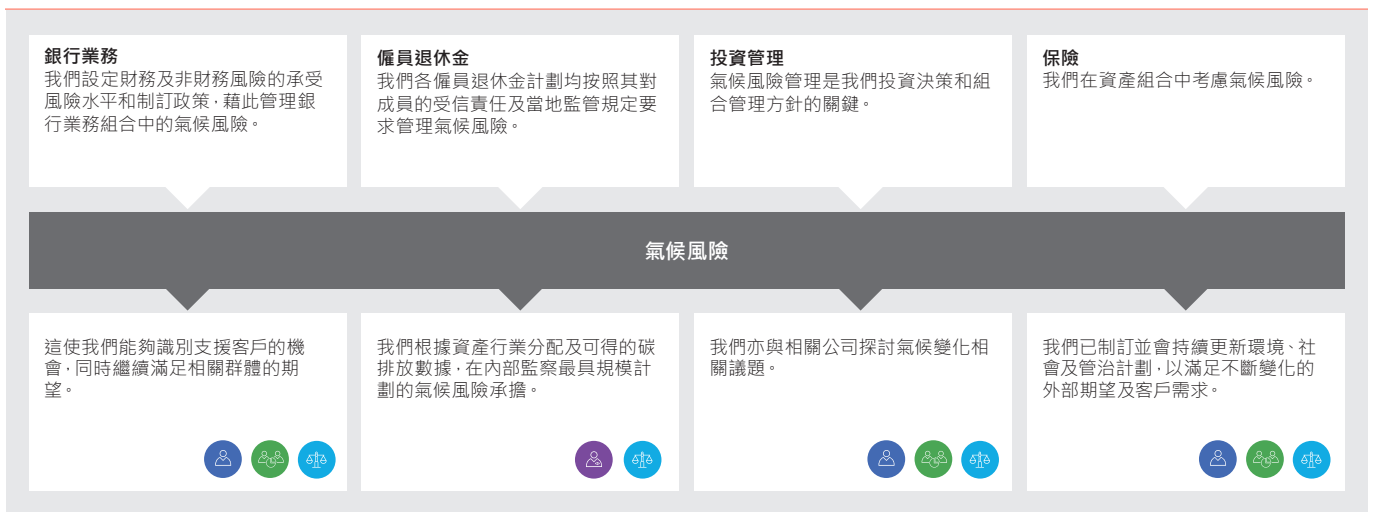 銀行業務
我們設定財務及非財務風險的承受
風險水平和制訂政策，藉此管理銀
行業務組合中的氣候風險。
僱員退休金
我們各僱員退休金計劃均按照其對
成員的受信責任及當地監管規定要
求管理氣候風險。
投資管理
氣候風險管理是我們投資決策和組
合管理方針的關鍵。
保險
我們在資產組合中考慮氣候風險。
氣候風險
這使我們能夠識別支援客戶的機
會，同時繼續滿足相關群體的期
望。
我們根據資產行業分配及可得的碳
排放數據，在內部監察最具規模計
劃的氣候風險承擔。
我們亦與相關公司探討氣候變化相
關議題。
我們已制訂並會持續更新環境、社
會及管治計劃，以滿足不斷變化的
外部期望及客戶需求。